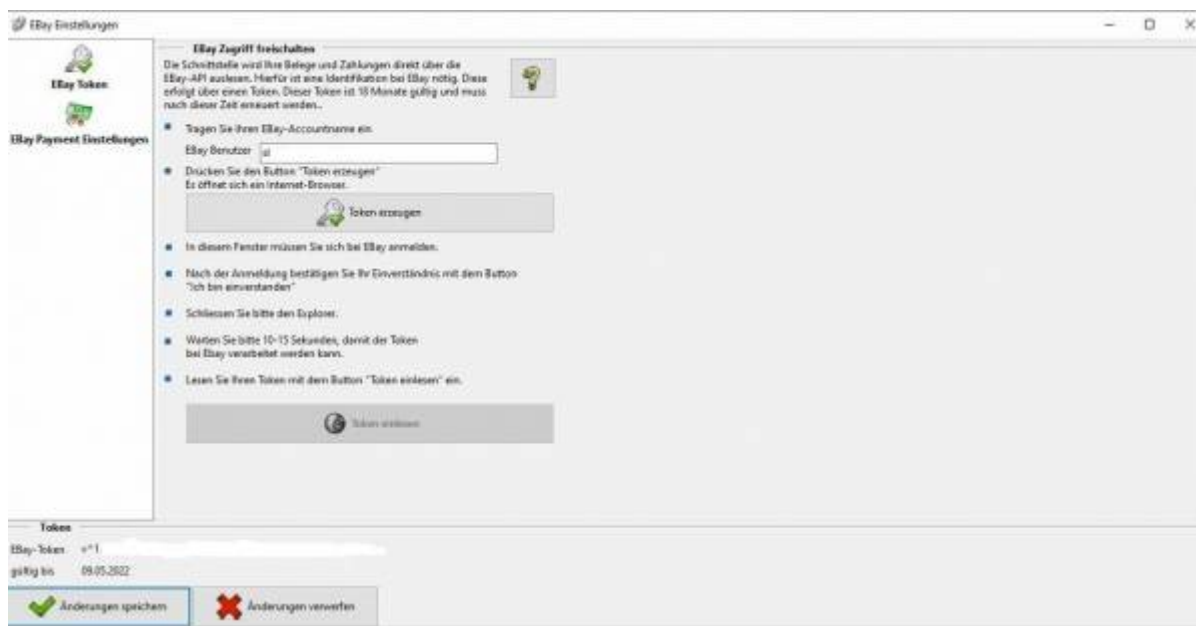 EBay Einstellungen
EBay Token
EBay Payment Einstellungen
EBay Zugriff freischalten
Die Schnittstelle wird Ihre Belege und Zahlungen direkt über die
EBay-API auslesen. Hierfür ist eine Identifikation bei EBay nötig. Diese
erfolgt über einen Token. Dieser Token ist 18 Monate gültig und muss
nach dieser Zeit erneuert werden..
Tragen Sie ihren EBay-Accountname ein
EBay Benutzer
Drücken Sie den Button "Token erzeugen"
Es öffnet sich ein Internet-Browser.
Token erzeugen
In diesem Fenster müssen Sie sich bei EBay anmelden.
Nach der Anmeldung bestätigen Sie Ihr Einverständnis mit dem Button
"Ich bin einverstanden"
Schliessen Sie bitte den Explorer.
Warten Sie bitte 10-15 Sekunden, damit der Token
bei Ebay verarbeitet werden kann.
Lesen Sie Ihren Token mit dem Button "Token einlesen" ein.
Token einlesen
Token
EBay-Token v^1
gültig bis 09.05.2022
Änderungen speichern
Änderungen verwerfen